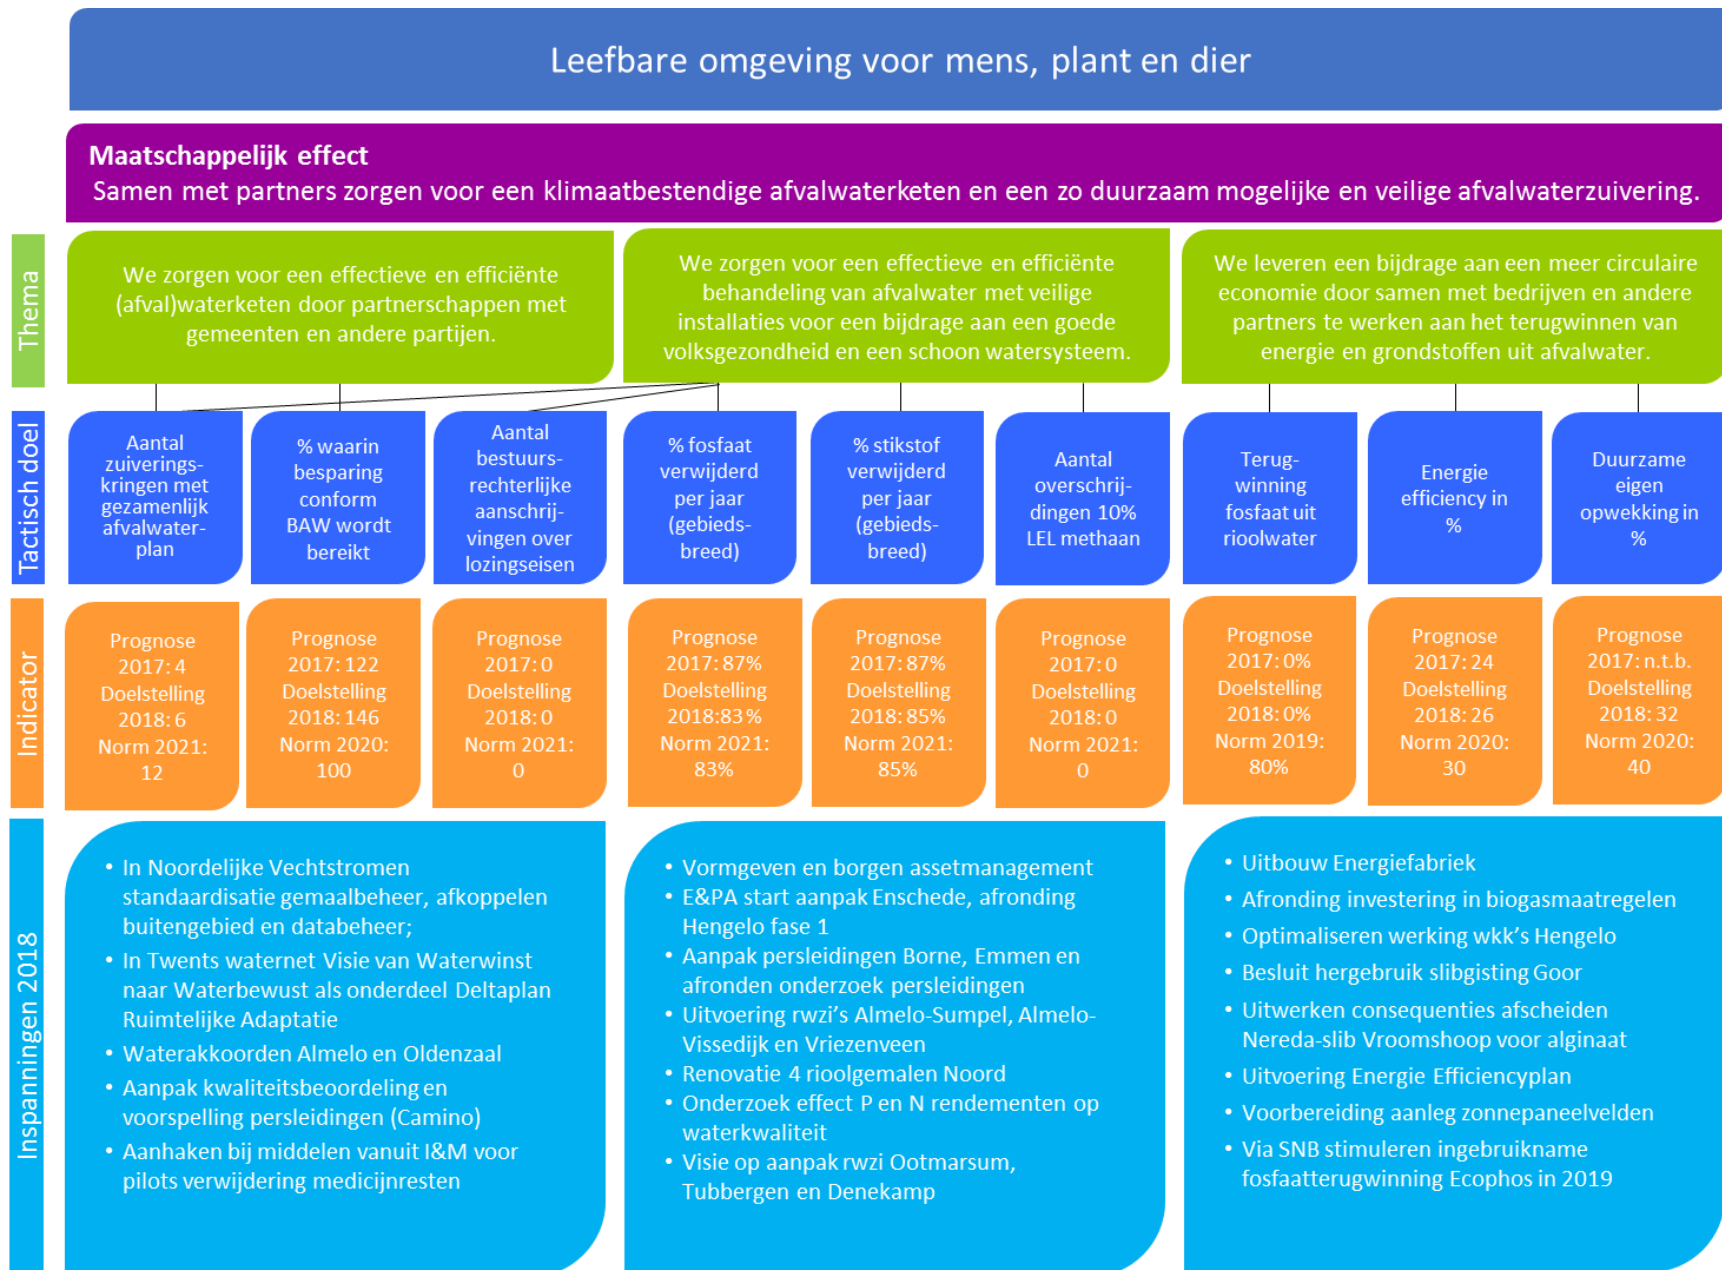 Leefbare omgeving voor mens, plant en dier
Maatschappelijk effect
Samen met partners zorgen voor een klimaatbestendige afvalwaterketen en een zo duurzaam mogelijke en veilige afvalwaterzuivering.
Thema
We zorgen voor een effectieve en efficiënte
(afval)waterketen door partnerschappen met
gemeenten en andere partijen.
We zorgen voor een effectieve en efficiënte
behandeling van afvalwater met veilige
installaties voor een bijdrage aan een goede
volksgezondheid en een schoon watersysteem.
We leveren een bijdrage aan een meer circulaire
economie door samen met bedrijven en andere
partners te werken aan het terugwinnen van
energie en grondstoffen uit afvalwater.
Tactisch doel
Aantal
zuiverings-
kringen met
gezamenlijk
afvalwater-
plan
% waarin
besparing
conform
BAW wordt
bereikt
Aantal
bestuurs-
rechterlijke
aanschrij-
vingen over
lozingseisen
% fosfaat
verwijderd
per jaar
(gebieds-
breed)
% stikstof
verwijderd
per jaar
(gebieds-
breed)
Aantal
overschrij-
dingen 10%
LEL methaan
Terug-
winning
fosfaat uit
rioolwater
Energie
efficiency in
%
Duurzame
eigen
opwekking in
%
Indicator
Prognose
2017: 4
Doelstelling
2018: 6
Norm 2021:
12
Prognose
2017: 122
Doelstelling
2018: 146
Norm 2020:
100
Prognose
2017: 0
Doelstelling
2018: 0
Norm 2021:
0
Prognose
2017: 87%
Doelstelling
2018:83%
Norm 2021:
83%
Prognose
2017: 87%
Doelstelling
2018: 85%
Norm 2021:
85%
Prognose
2017: 0
Doelstelling
2018: 0
Norm 2021:
0
Prognose
2017: 0%
Doelstelling
2018: 0%
Norm 2019:
80%
Prognose
2017: 24
Doelstelling
2018: 26
Norm 2020:
30
Prognose
2017: n.t.b.
Doelstelling
2018: 32
Norm 2020:
40
Inspanningen 2018
• In Noordelijke Vechtstromen
standaardisatie gemaalbeheer, afkoppelen
buitengebied en databeheer;
• In Twents waternet Visie van Waterwinst
naar Waterbewust als onderdeel Deltaplan
Ruimtelijke Adaptatie
• Waterakkoorden Almelo en Oldenzaal
• Aanpak kwaliteitsbeoordeling en
voorspelling persleidingen (Camino)
• Aanhaken bij middelen vanuit I&M voor
pilots verwijdering medicijnresten
• Vormgeven en borgen assetmanagement
• E&PA start aanpak Enschede, afronding
Hengelo fase 1
• Aanpak persleidingen Borne, Emmen en
afronden onderzoek persleidingen
• Uitvoering rwzi's Almelo-Sumpel, Almelo-
Vissedijk en Vriezenveen
• Renovatie 4 rioolgemalen Noord
• Onderzoek effect P en N rendementen op
waterkwaliteit
• Visie op aanpak rwzi Ootmarsum,
Tubbergen en Denekamp
• Uitbouw Energiefabriek
• Afronding investering in biogasmaatregelen
• Optimaliseren werking wkk's Hengelo
• Besluit hergebruik slibgisting Goor
• Uitwerken consequenties afscheiden
Nereda-slib Vroomshoop voor alginaat
• Uitvoering Energie Efficiencyplan
• Voorbereiding aanleg zonnepaneelvelden
• Via SNB stimuleren ingebruikname
fosfaatterugwinning Ecophos in 2019